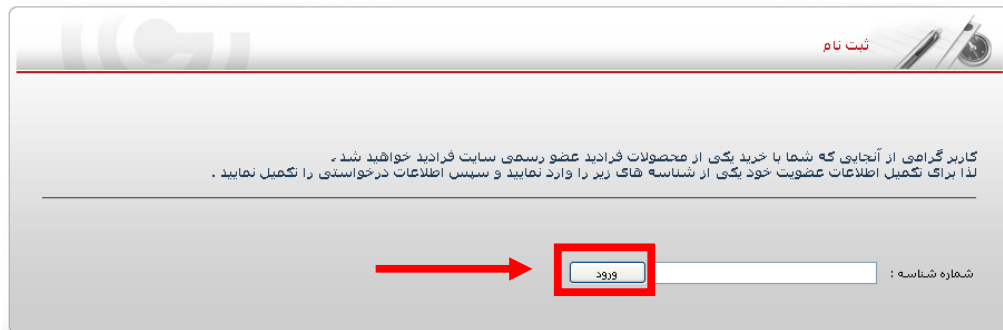 ثبت نام
کاربر گرامی از آنجایی که شما با خرید یکی از محصولات فرادید عضو رسمی سایت فرادید خواهید شد .
لذا برای تکمیل اطلاعات عضویت خود یکی از شناسه های زیر را وارد نمایید و سپس اطلاعات درخواستی را تکمیل نمایید .
شماره شناسه :
ورود